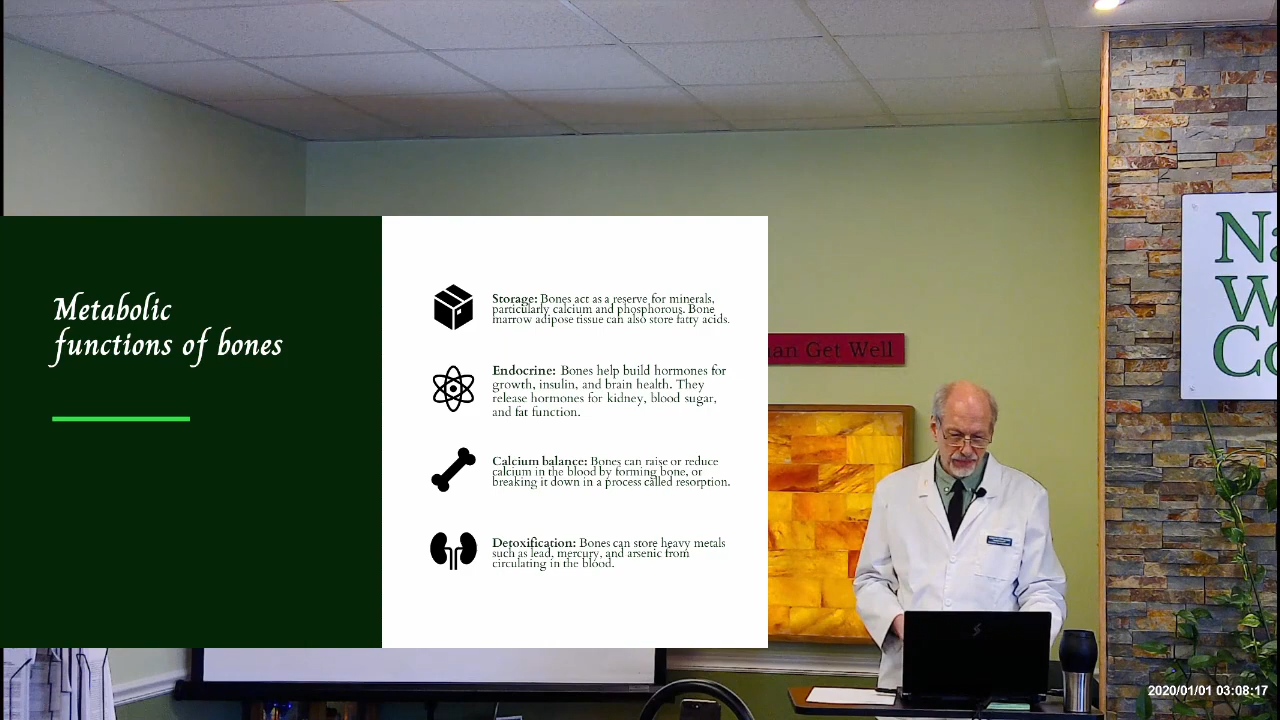 Metabolic
functions of bones
Storage: Bones act as a reserve for minerals,
particularly calcium and phosphorous. Bone
marrow adipose tissue can also store fatty acids.
Endocrine: Bones help build hormones for
growth, insulin, and brain health. They
release hormones for kidney, blood sugar,
and fat function.
Calcium balance: Bones can raise or reduce
calcium in the blood by forming bone, or
breaking it down in a process called resorption.
Detoxification: Bones can store heavy metals
such as lead, mercury, and arsenic from
circulating in the blood.
an Get Well
Na
W
Co
2020/01/01 03:08:17